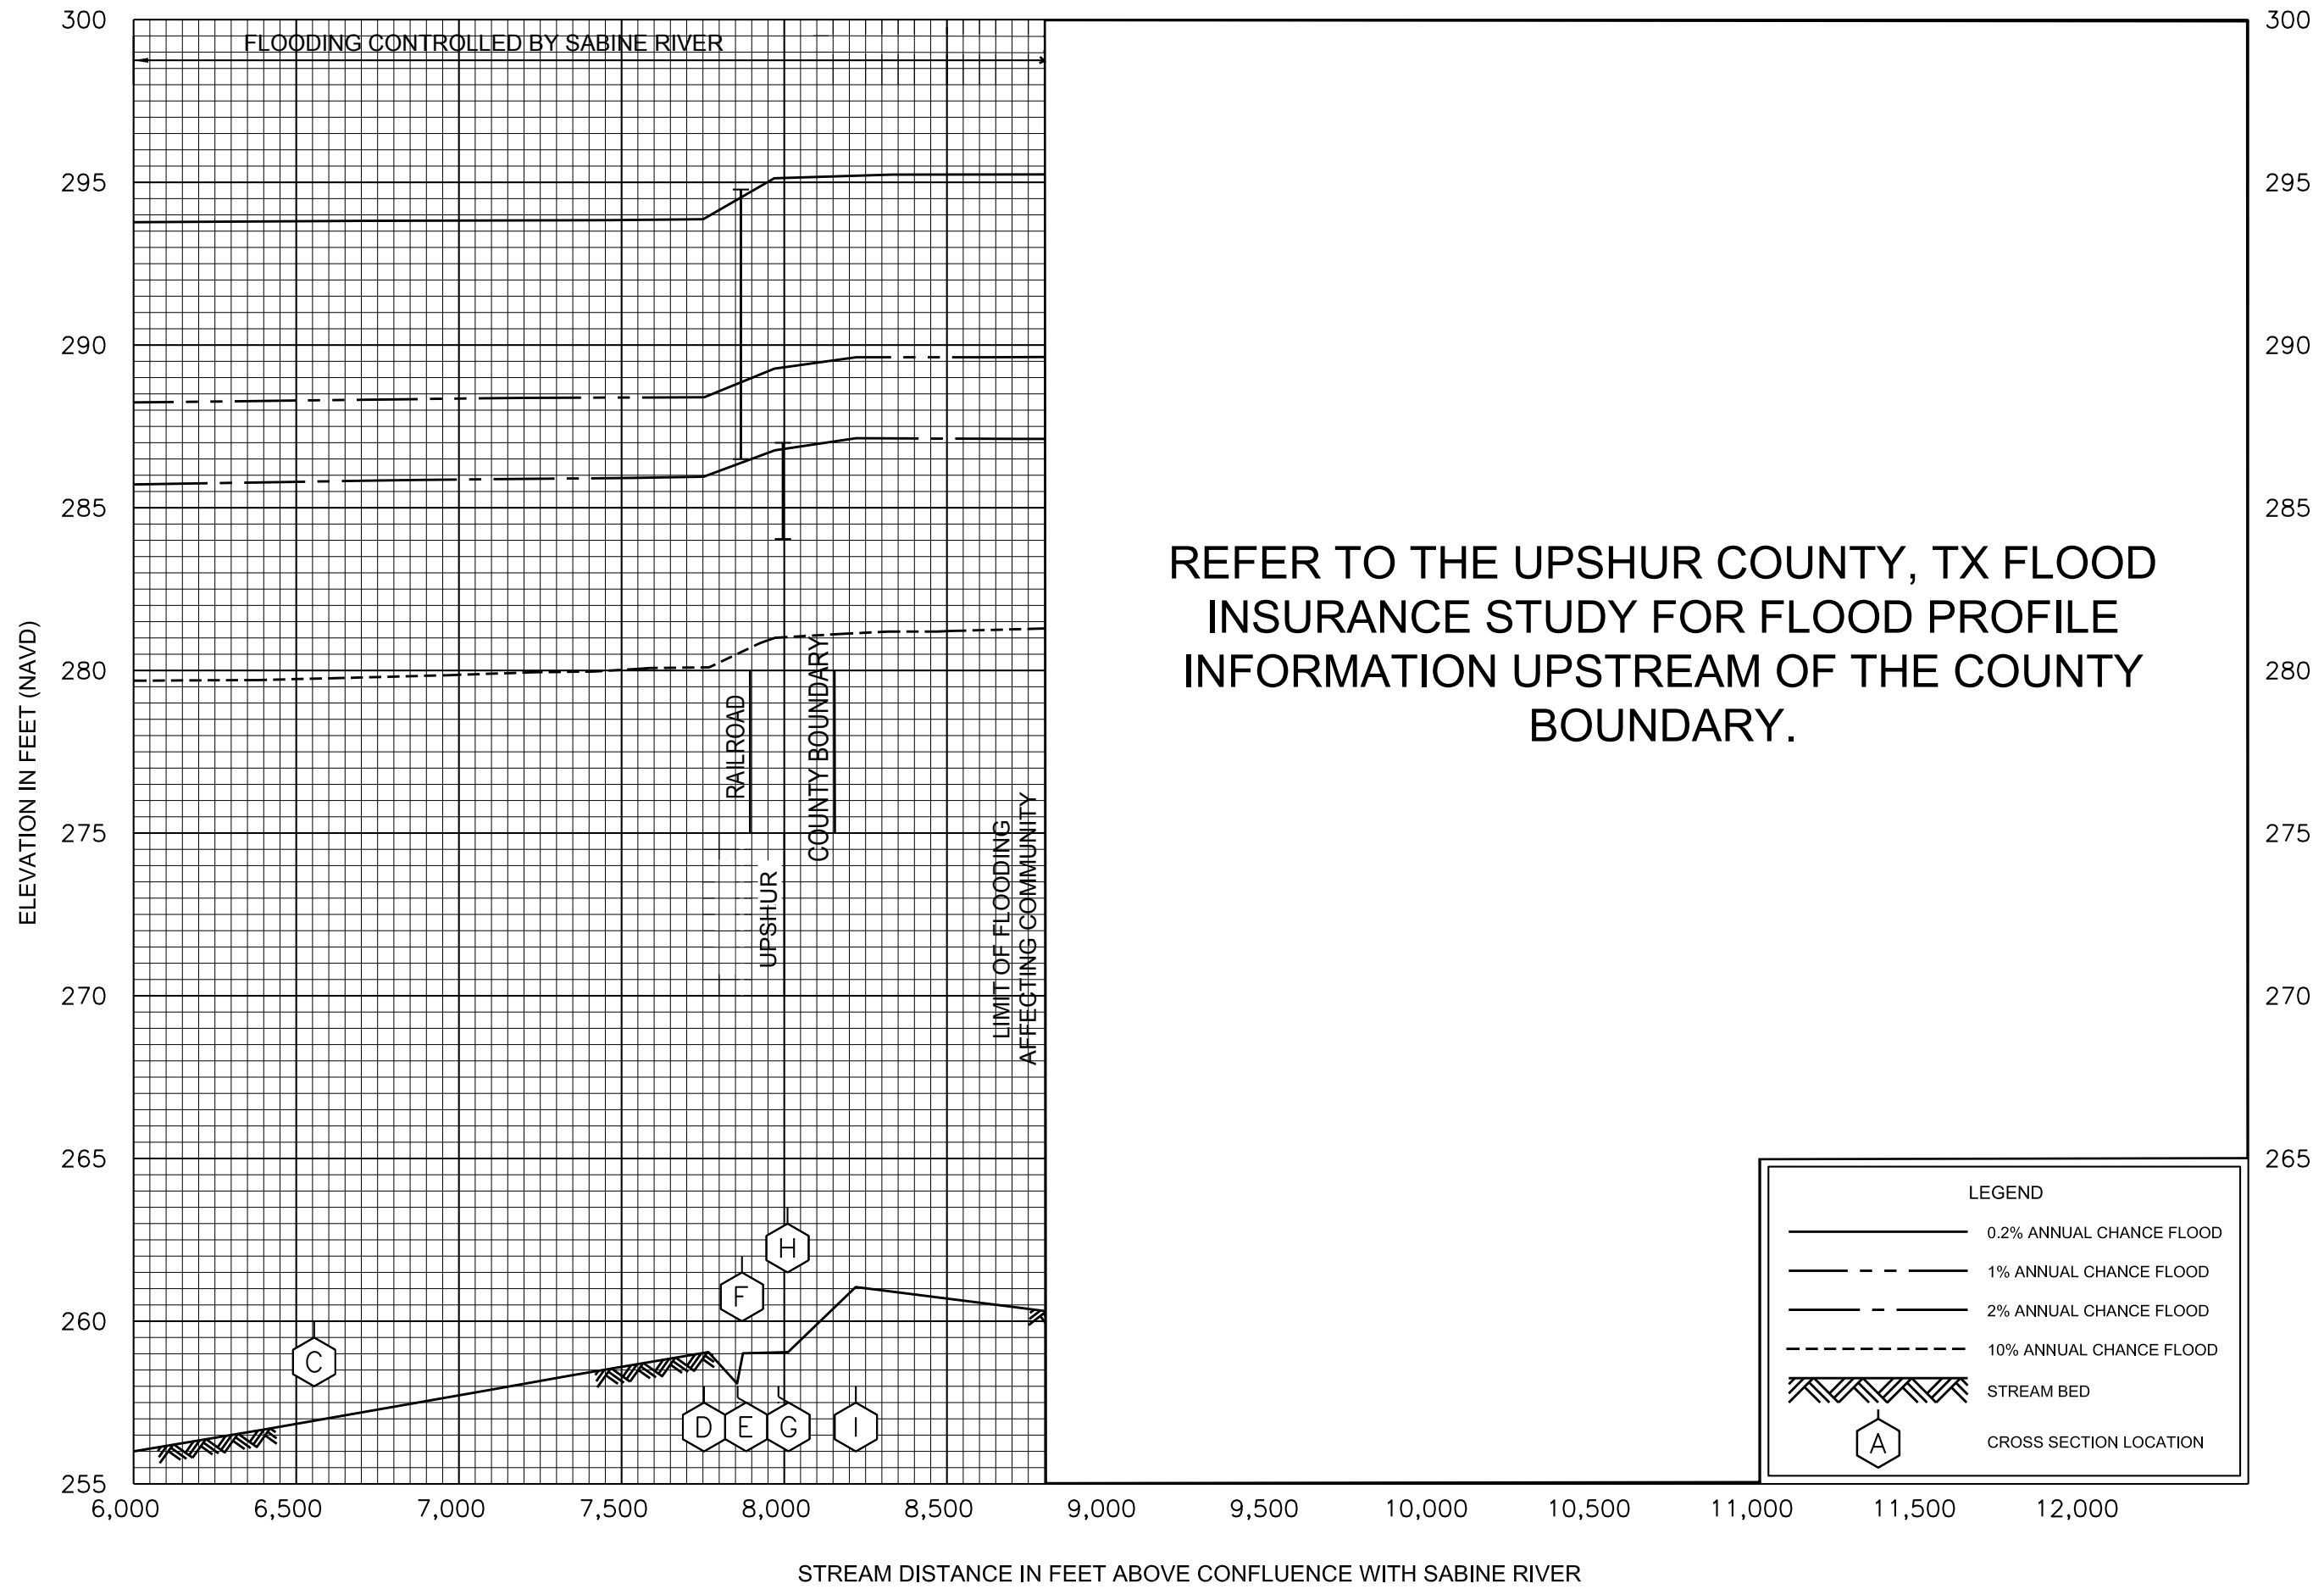 FLOODING CONTROLLED BY SABINE RIVER
300
295
290
285
280
275
270
265
260
255
ELEVATION IN FEET (NAVD)
300
295
290
285
280
275
270
265
RAILROAD
UPSHUR
COUNTY BOUNDARY
LIMIT OF FLOODING
AFFECTING COMMUNITY
REFER TO THE UPSHUR COUNTY, TX FLOOD
INSURANCE STUDY FOR FLOOD PROFILE
INFORMATION UPSTREAM OF THE COUNTY
BOUNDARY.
C
D
E
F
G
H
I
LEGEND
0.2% ANNUAL CHANCE FLOOD
1% ANNUAL CHANCE FLOOD
2% ANNUAL CHANCE FLOOD
10% ANNUAL CHANCE FLOOD
STREAM BED
A
CROSS SECTION LOCATION
6,000 6,500 7,000 7,500 8,000 8,500 9,000 9,500 10,000 10,500 11,000 11,500 12,000
STREAM DISTANCE IN FEET ABOVE CONFLUENCE WITH SABINE RIVER